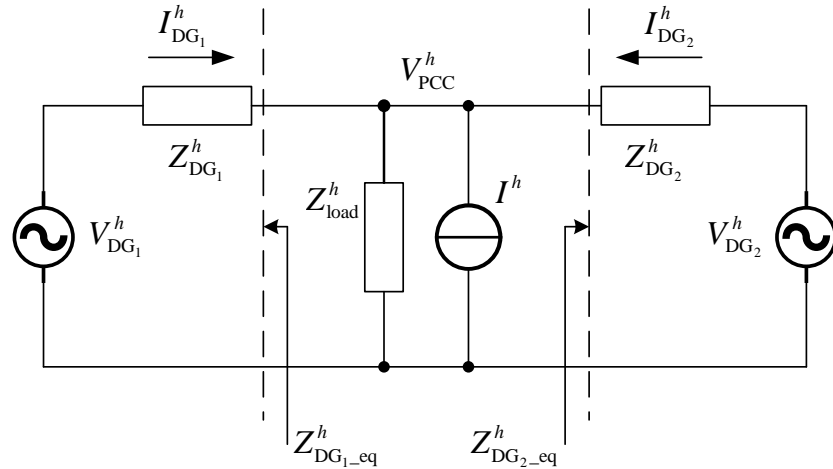 I^h_DG1
I^h_DG2
V^h_PCC
Z^h_DG1
Z^h_DG2
Z^h_load
I^h
V^h_DG1
V^h_DG2
Z^h_DG1_eq
Z^h_DG2_eq